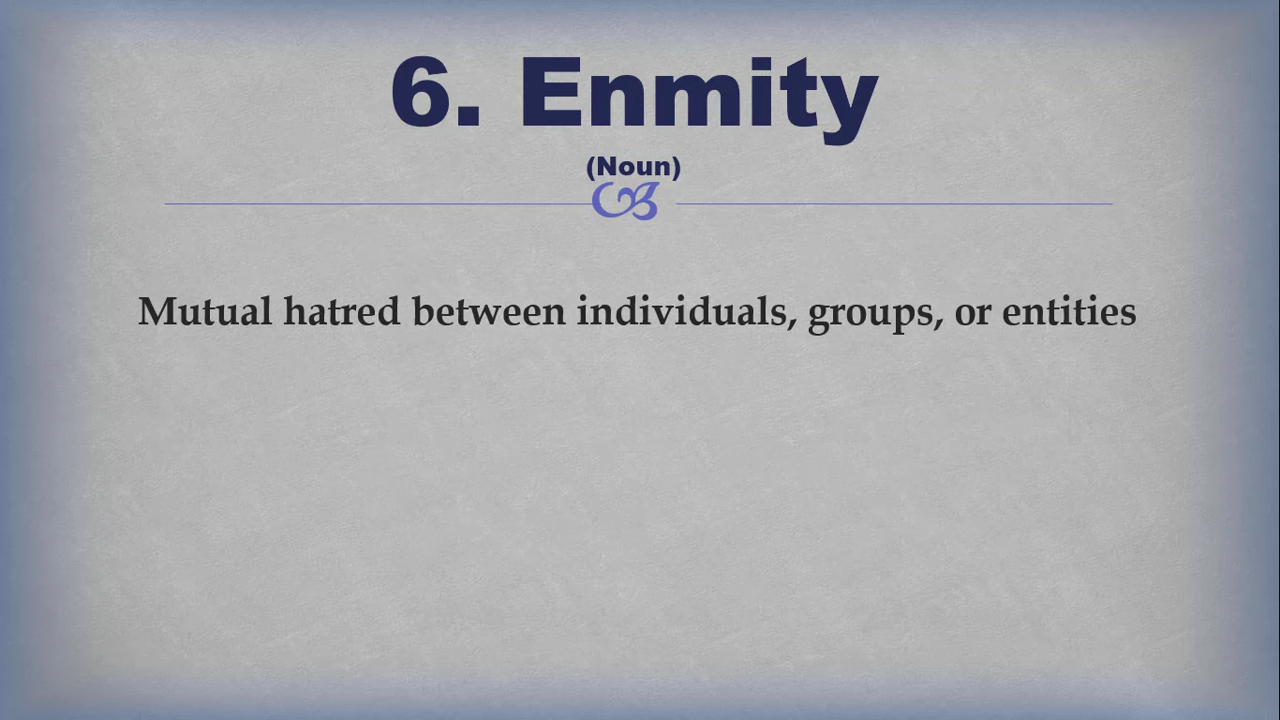 6. Enmity
(Noun)
Mutual hatred between individuals, groups, or entities